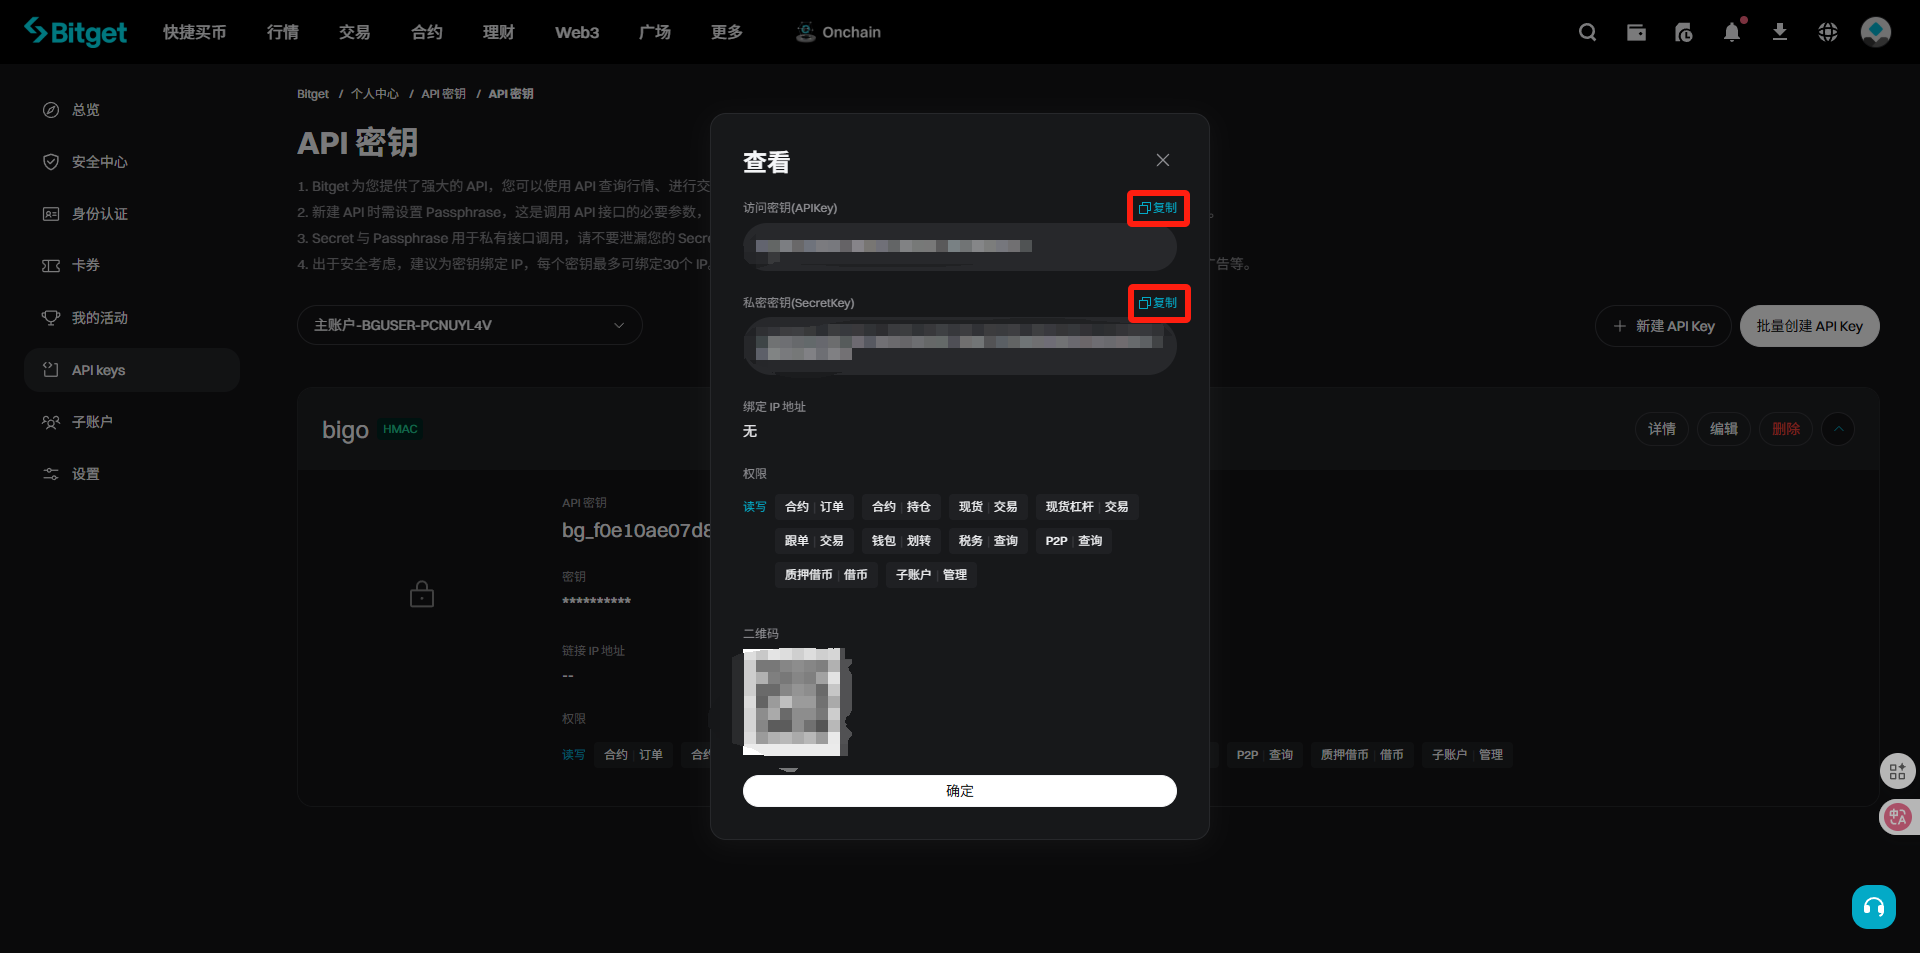 Bitget
快捷买币 行情 交易 合约 理财 Web3 广场 更多 Onchain
总览
安全中心
身份认证
卡券
我的活动
API keys
子账户
设置
Bitget / 个人中心 / API 密钥 / API 密钥
API 密钥
1. Bitget 为您提供了强大的 API，您可以使用 API 查询行情、进行交
2. 新建 API 时需设置 Passphrase，这是调用 API 接口的必要参数，
3. Secret 与 Passphrase 用于私有接口调用，请不要泄漏您的 Secre
4. 出于安全考虑，建议为密钥绑定 IP，每个密钥最多可绑定30个 IP。 告等。
主账户-BGUSER-PCNUYL4V
新建 API Key
批量创建 API Key
bigo HMAC
详情 编辑 删除
API 密钥
bg_f0e10ae07d8
密钥
**********
链接 IP 地址
--
权限
读写 合约 | 订单 合约 P2P | 查询 质押借币 | 借币 子账户 | 管理
查看
访问密钥(APIKey) 复制
私密密钥(SecretKey) 复制
绑定 IP 地址
无
权限
读写 合约 | 订单 合约 | 持仓 现货 | 交易 现货杠杆 | 交易
跟单 | 交易 钱包 | 划转 税务 | 查询 P2P | 查询
质押借币 | 借币 子账户 | 管理
二维码
确定
中A